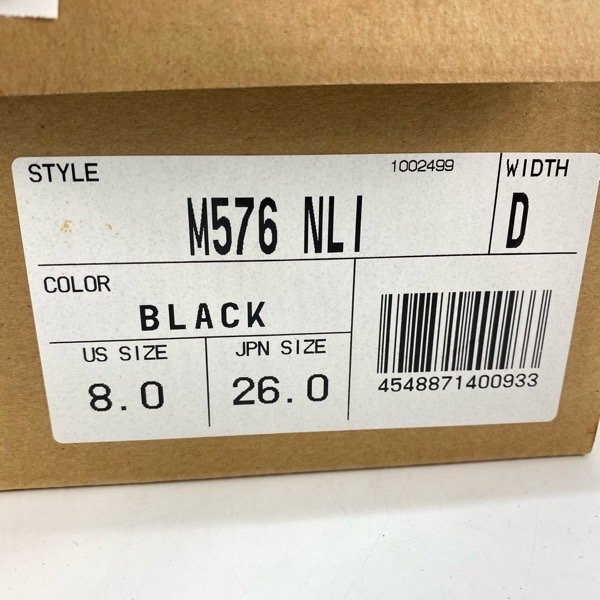 STYLE 1002499 WIDTH
M576 NLI D
COLOR
BLACK
US SIZE JPN SIZE
8.0 26.0
4548871400933